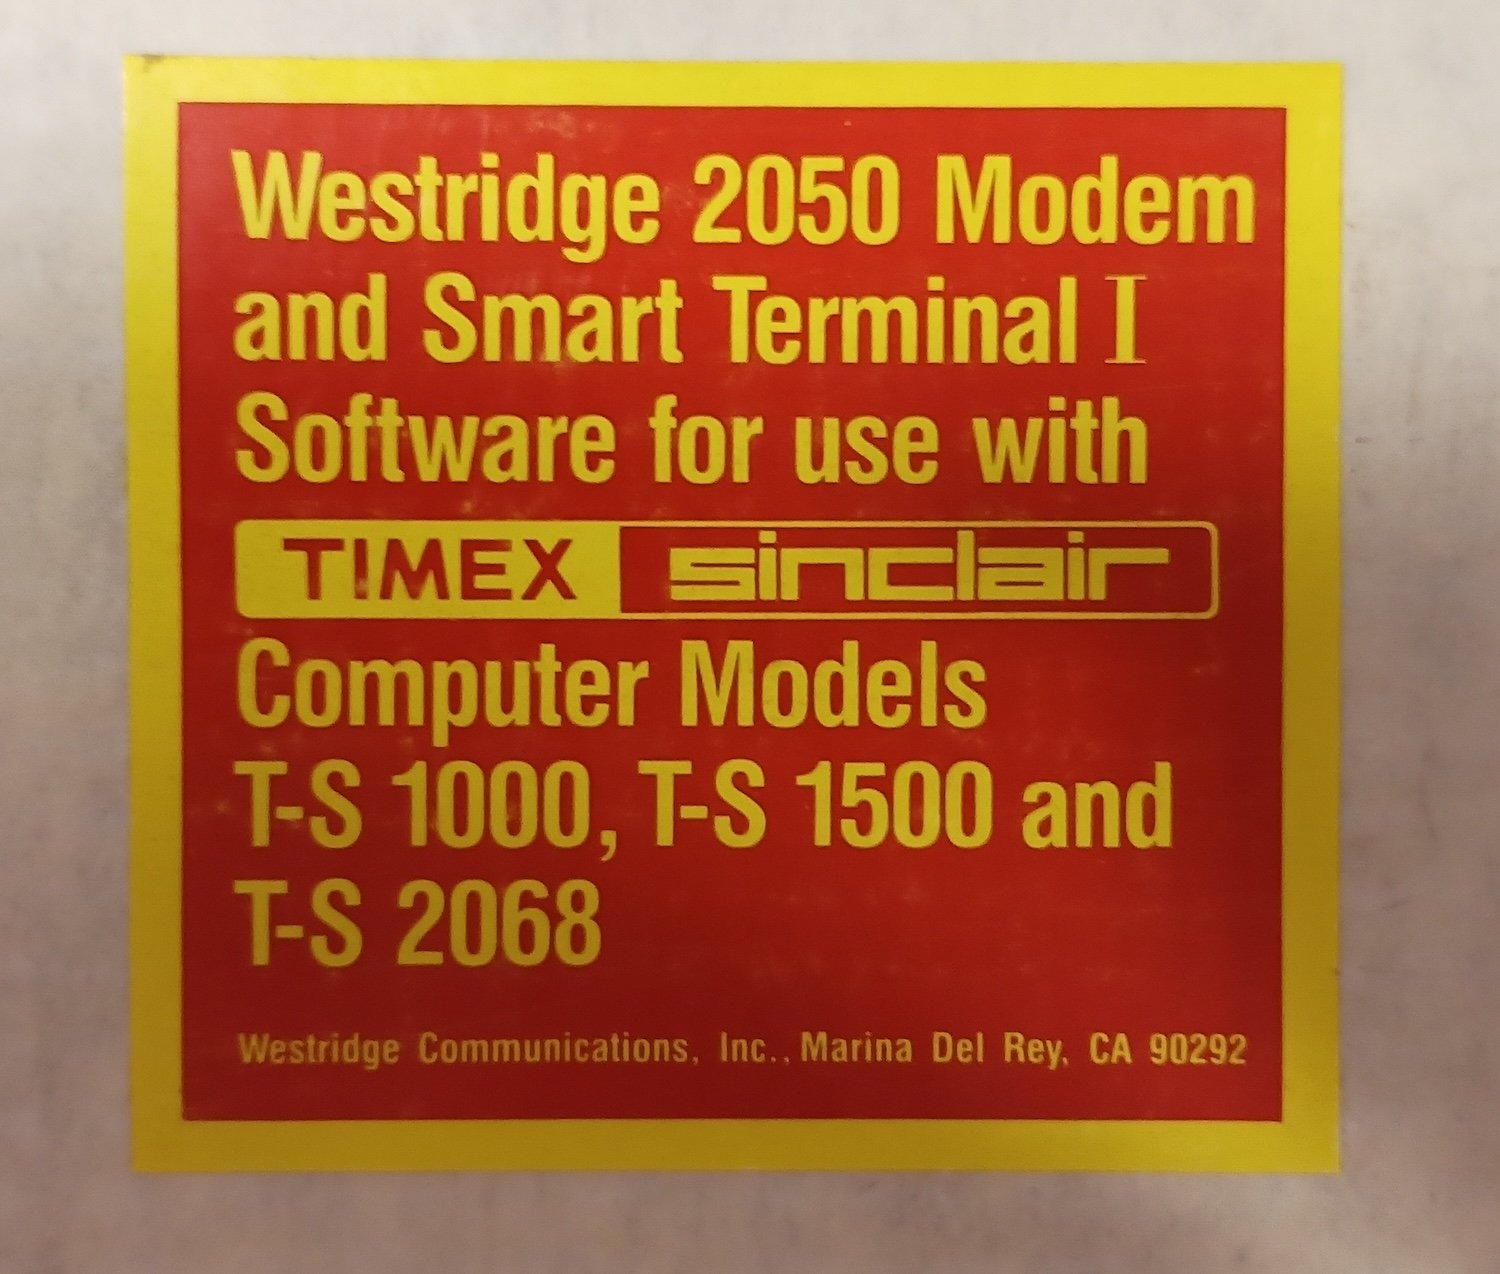 Westridge 2050 Modem
and Smart Terminal I
Software for use with
TIMEX sinclair
Computer Models
T-S 1000, T-S 1500 and
T-S 2068
Westridge Communications, Inc., Marina Del Rey, CA 90292